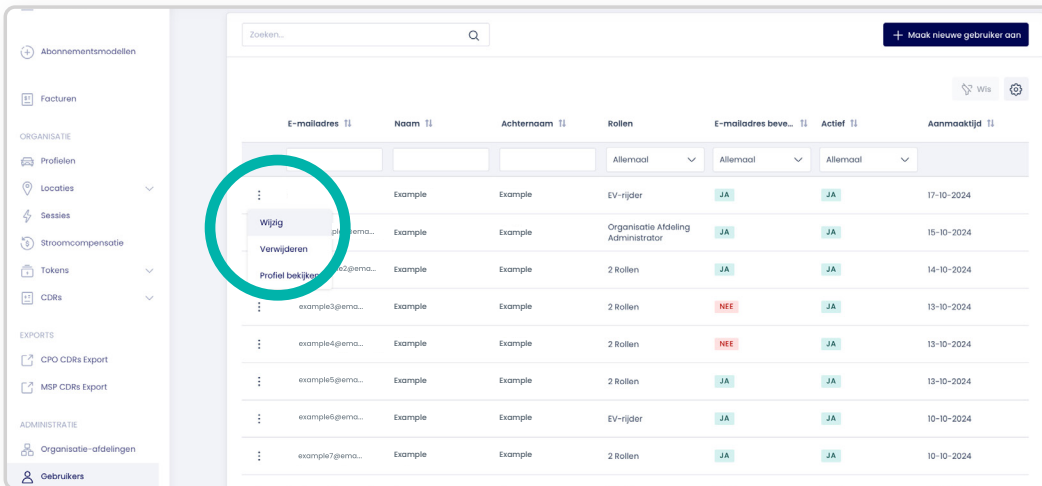 Abonnementsmodellen
Facturen
ORGANISATIE
Profielen
Locaties
Sessies
Stroomcompensatie
Tokens
CDRs
EXPORTS
CPO CDRs Export
MSP CDRs Export
ADMINISTRATIE
Organisatie-afdelingen
Gebruikers
Zoeken...
+ Maak nieuwe gebruiker aan
Wis
E-mailadres Naam Achternaam Rollen E-mailadres beve... Actief Aanmaaktijd
Allemaal Allemaal Allemaal
Example Example EV-rijder JA JA 17-10-2024
Wijzig
Verwijderen
Profiel bekijken
Example Example Organisatie Afdeling JA JA 15-10-2024
Administrator
Example Example 2 Rollen JA JA 14-10-2024
example3@ema... Example Example 2 Rollen NEE JA 13-10-2024
example4@ema... Example Example 2 Rollen NEE JA 13-10-2024
example5@ema... Example Example 2 Rollen JA JA 13-10-2024
example6@ema... Example Example EV-rijder JA JA 10-10-2024
example7@ema... Example Example 2 Rollen JA JA 10-10-2024